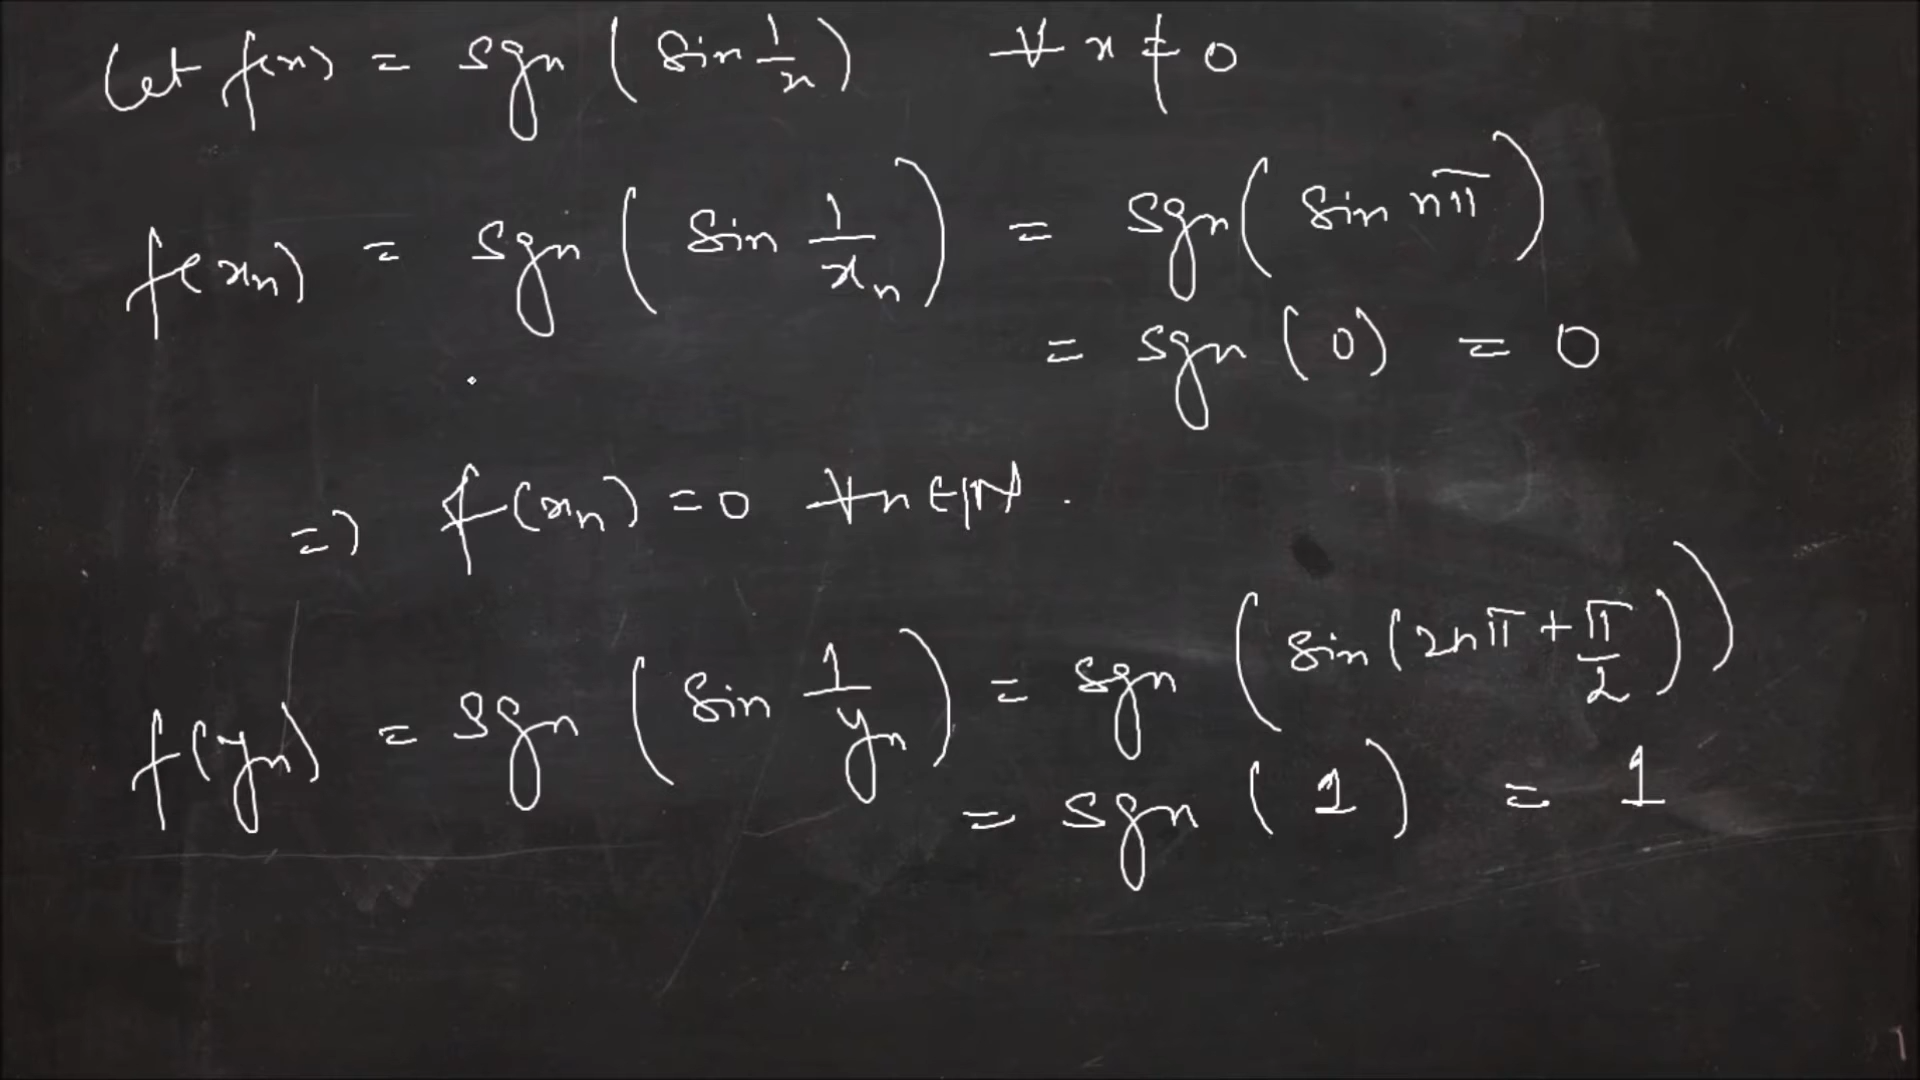 Let f(x) = sgn ( sin 1/x ) ∀ x ≠ 0
f(xn) = sgn ( sin 1/xn ) = sgn ( sin nπ )
= sgn ( 0 ) = 0
=> f(xn) = 0 ∀ n ∈ ℕ .
f(yn) = sgn ( sin 1/yn ) = sgn ( sin ( 2nπ + π/2 ) )
= sgn ( 1 ) = 1